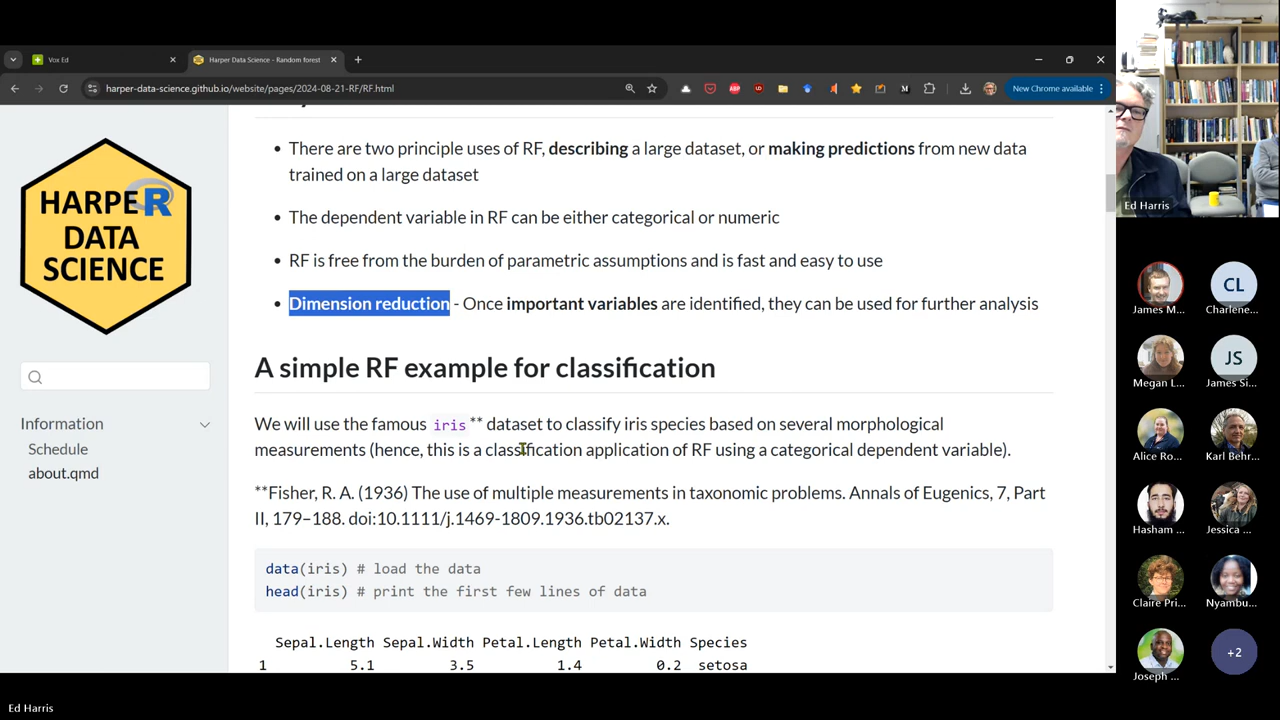 Vox Ed
Harper Data Science - Random forest
harper-data-science.github.io/website/pages/2024-08-21-RF/RF.html
New Chrome available
HARPER
DATA
SCIENCE
Information
Schedule
about.qmd
There are two principle uses of RF, describing a large dataset, or making predictions from new data
trained on a large dataset
The dependent variable in RF can be either categorical or numeric
RF is free from the burden of parametric assumptions and is fast and easy to use
Dimension reduction - Once important variables are identified, they can be used for further analysis
A simple RF example for classification
We will use the famous iris ** dataset to classify iris species based on several morphological
measurements (hence, this is a classification application of RF using a categorical dependent variable).
**Fisher, R. A. (1936) The use of multiple measurements in taxonomic problems. Annals of Eugenics, 7, Part
II, 179–188. doi:10.1111/j.1469-1809.1936.tb02137.x.
data(iris) # load the data
head(iris) # print the first few lines of data
Sepal.Length Sepal.Width Petal.Length Petal.Width Species
1 5.1 3.5 1.4 0.2 setosa
Ed Harris
James M...
CL
Charlene...
Megan L...
JS
James Si...
Alice Ro...
Karl Behr...
Hasham ...
Jessica ...
Claire Pri...
Nyambu...
Joseph ...
+2
Ed Harris